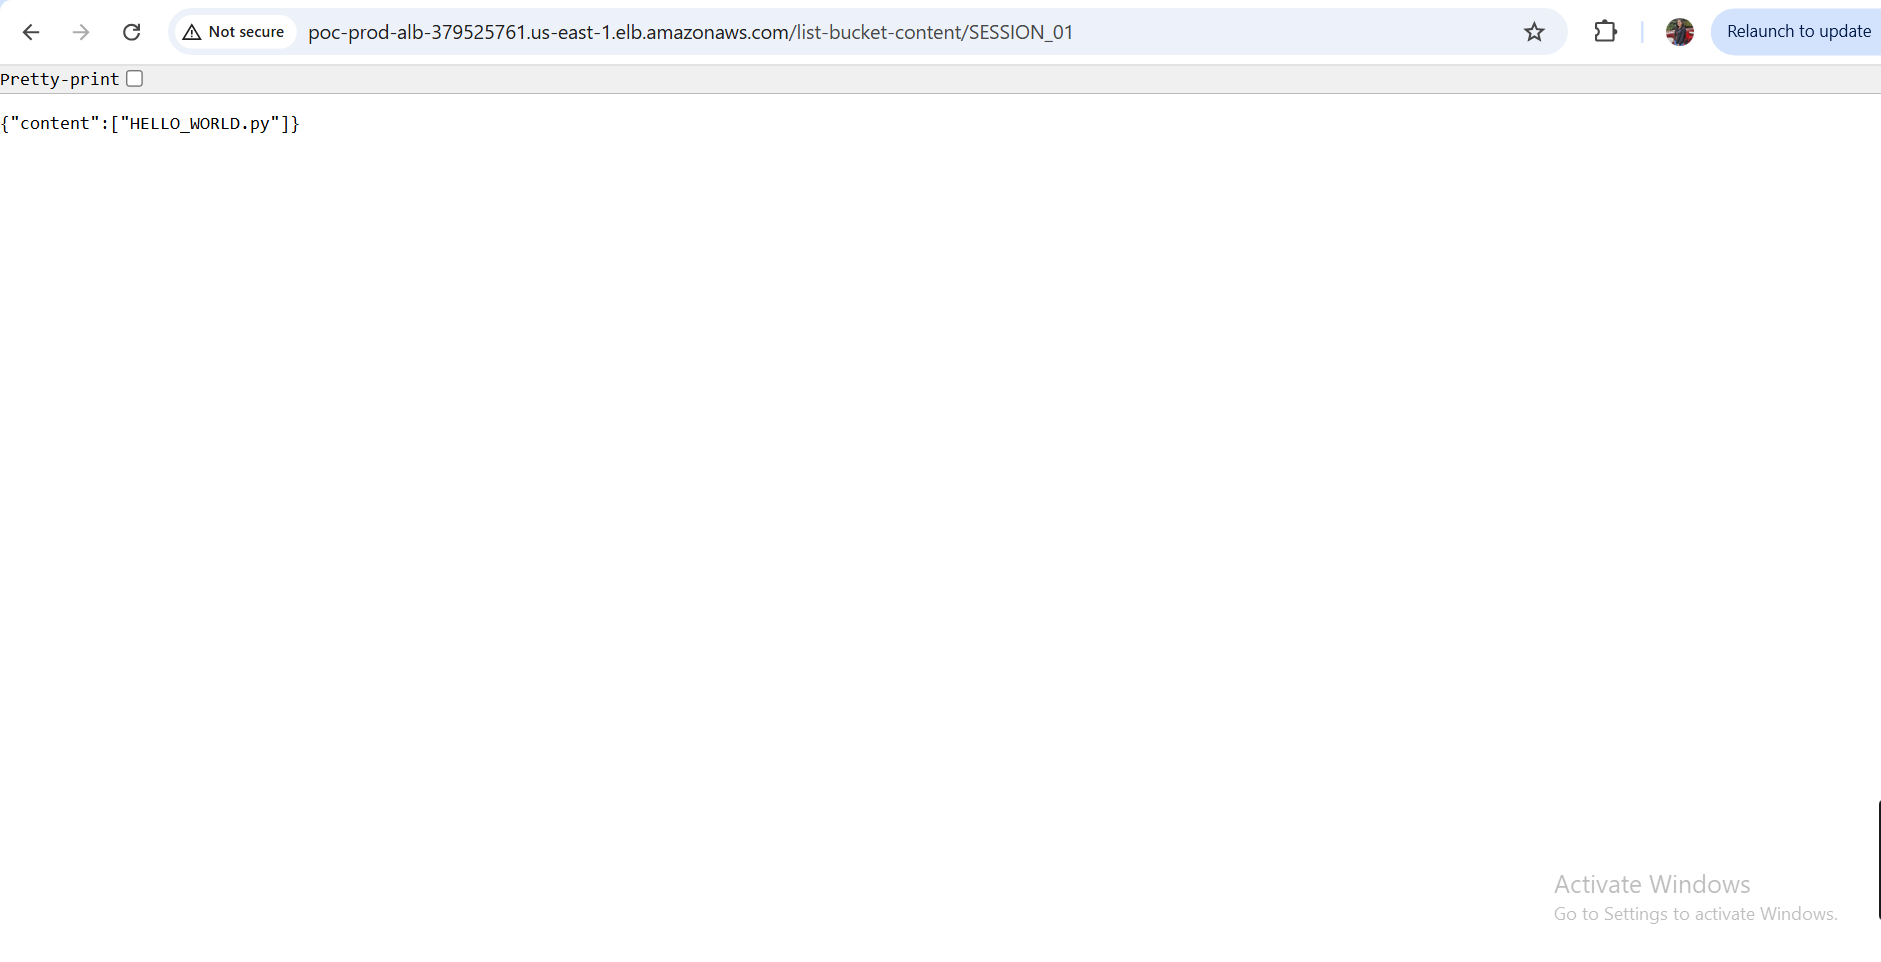 Not secure poc-prod-alb-379525761.us-east-1.elb.amazonaws.com/list-bucket-content/SESSION_01 Relaunch to update
Pretty-print
{"content":["HELLO_WORLD.py"]}
Activate Windows
Go to Settings to activate Windows.